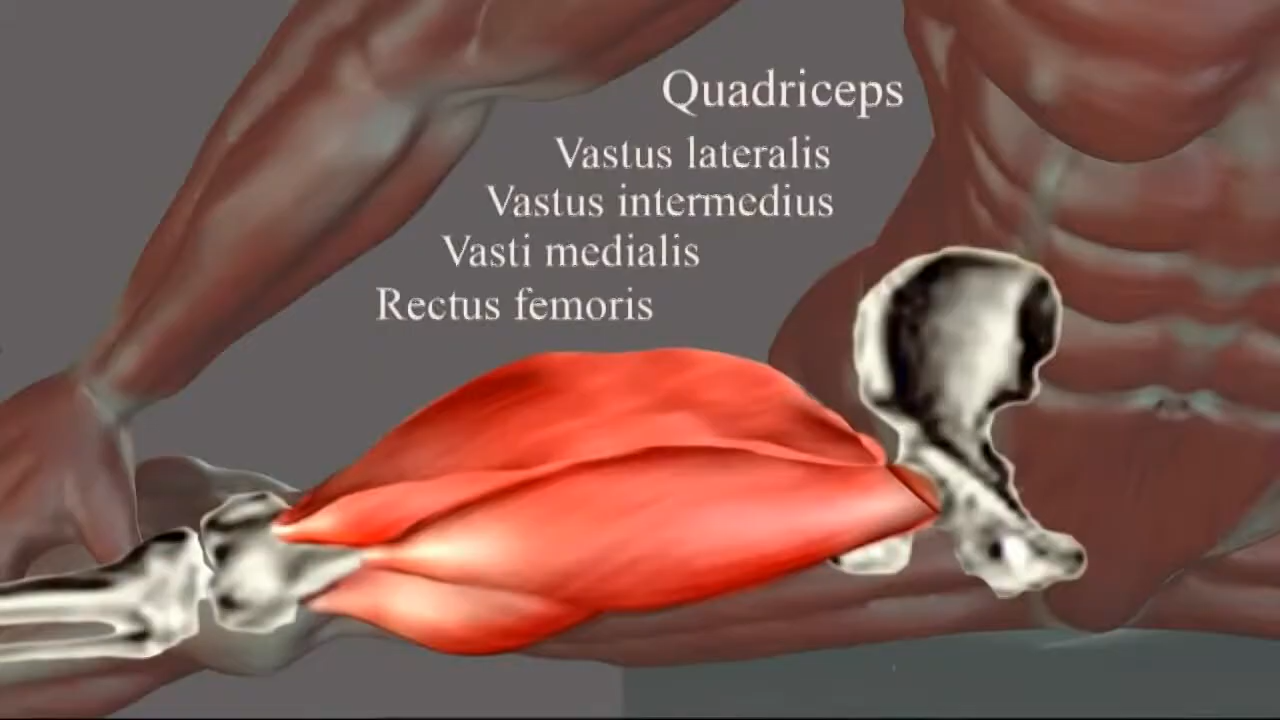 Quadriceps
Vastus lateralis
Vastus intermedius
Vasti medialis
Rectus femoris